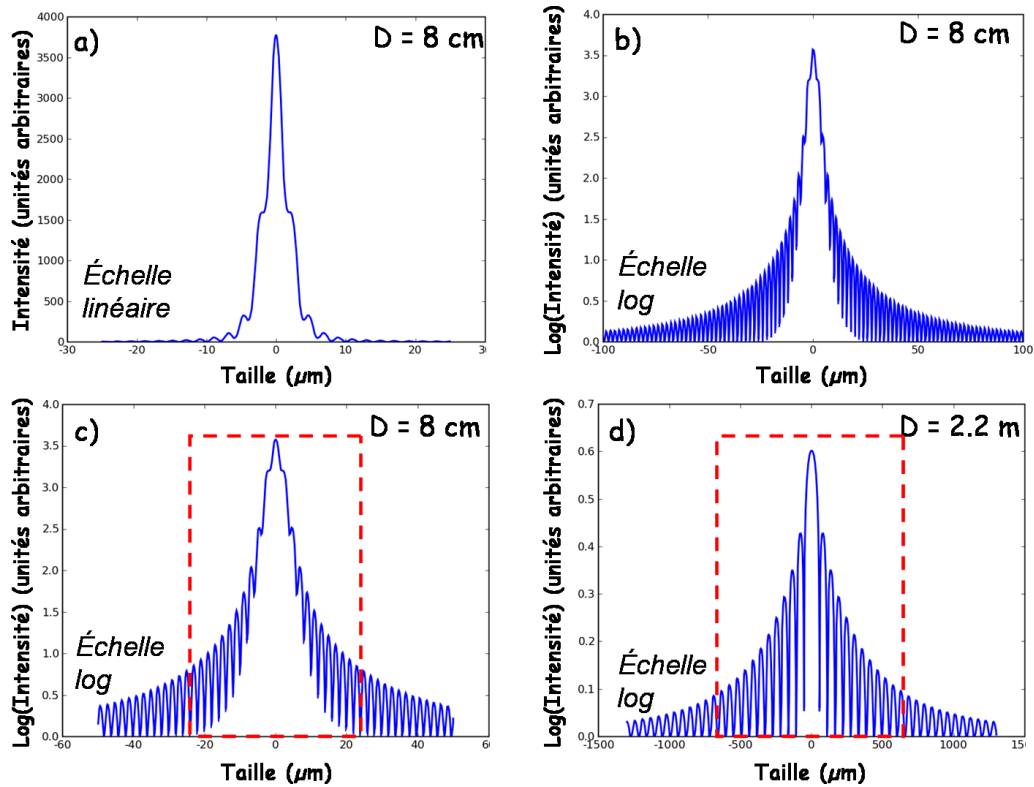 a)
D = 8 cm
Intensité (unités arbitraires)
4000
3500
3000
2500
2000
1500
1000
500
0
Échelle
linéaire
-30
-20
-10
0
10
20
30
Taille (µm)
b)
D = 8 cm
Log(Intensité) (unités arbitraires)
4.0
3.5
3.0
2.5
2.0
1.5
1.0
0.5
0.0
Échelle
log
-100
-50
0
50
100
Taille (µm)
c)
D = 8 cm
Log(Intensité) (unités arbitraires)
4.0
3.5
3.0
2.5
2.0
1.5
1.0
0.5
0.0
Échelle
log
-60
-40
-20
0
20
40
Taille (µm)
d)
D = 2.2 m
Log(Intensité) (unités arbitraires)
0.7
0.6
0.5
0.4
0.3
0.2
0.1
0.0
Échelle
log
-1500
-1000
-500
0
500
1000
Taille (µm)